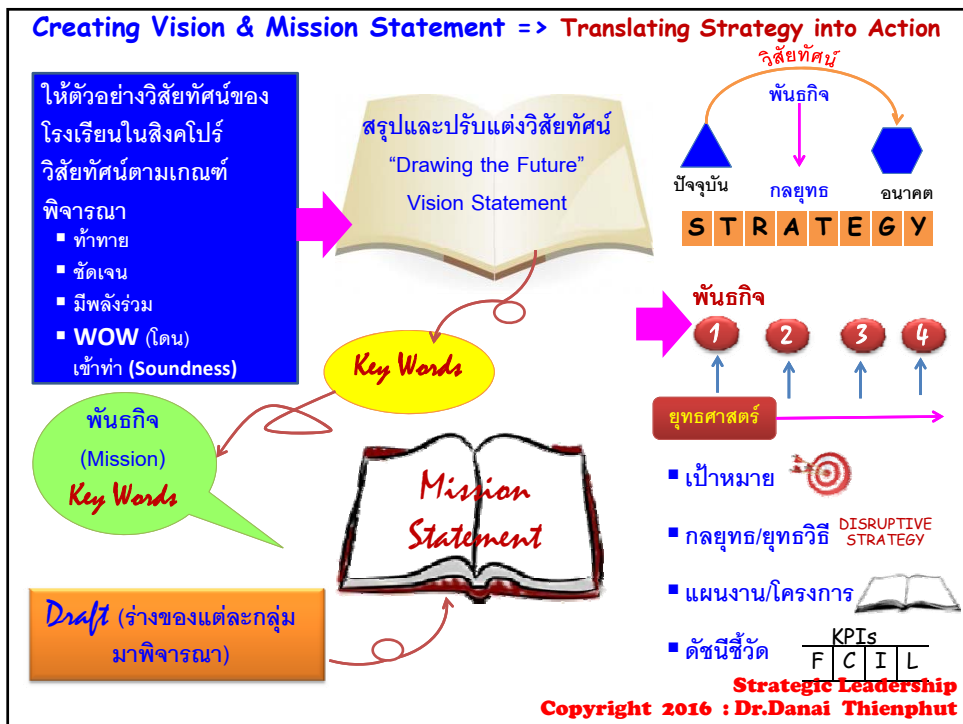 Creating Vision & Mission Statement => Translating Strategy into Action
ให้ตัวอย่างวิสัยทัศน์ของ
โรงเรียนในสิงคโปร์
วิสัยทัศน์ตามเกณฑ์
พิจารณา
▪ ท้าทาย
▪ ชัดเจน
▪ มีพลังร่วม
▪ WOW (โดน)
เข้าท่า (Soundness)
สรุปและปรับแต่งวิสัยทัศน์
“Drawing the Future”
Vision Statement
วิสัยทัศน์
พันธกิจ
ปัจจุบัน
กลยุทธ
อนาคต
S T R A T E G Y
Key Words
พันธกิจ
(Mission)
Key Words
Mission
Statement
Draft (ร่างของแต่ละกลุ่ม
มาพิจารณา)
พันธกิจ
1 2 3 4
ยุทธศาสตร์
▪ เป้าหมาย
▪ กลยุทธ/ยุทธวิธี DISRUPTIVE
STRATEGY
▪ แผนงาน/โครงการ
▪ ดัชนีชี้วัด
KPIs
F C I L
Strategic Leadership
Copyright 2016 : Dr.Danai Thienphut